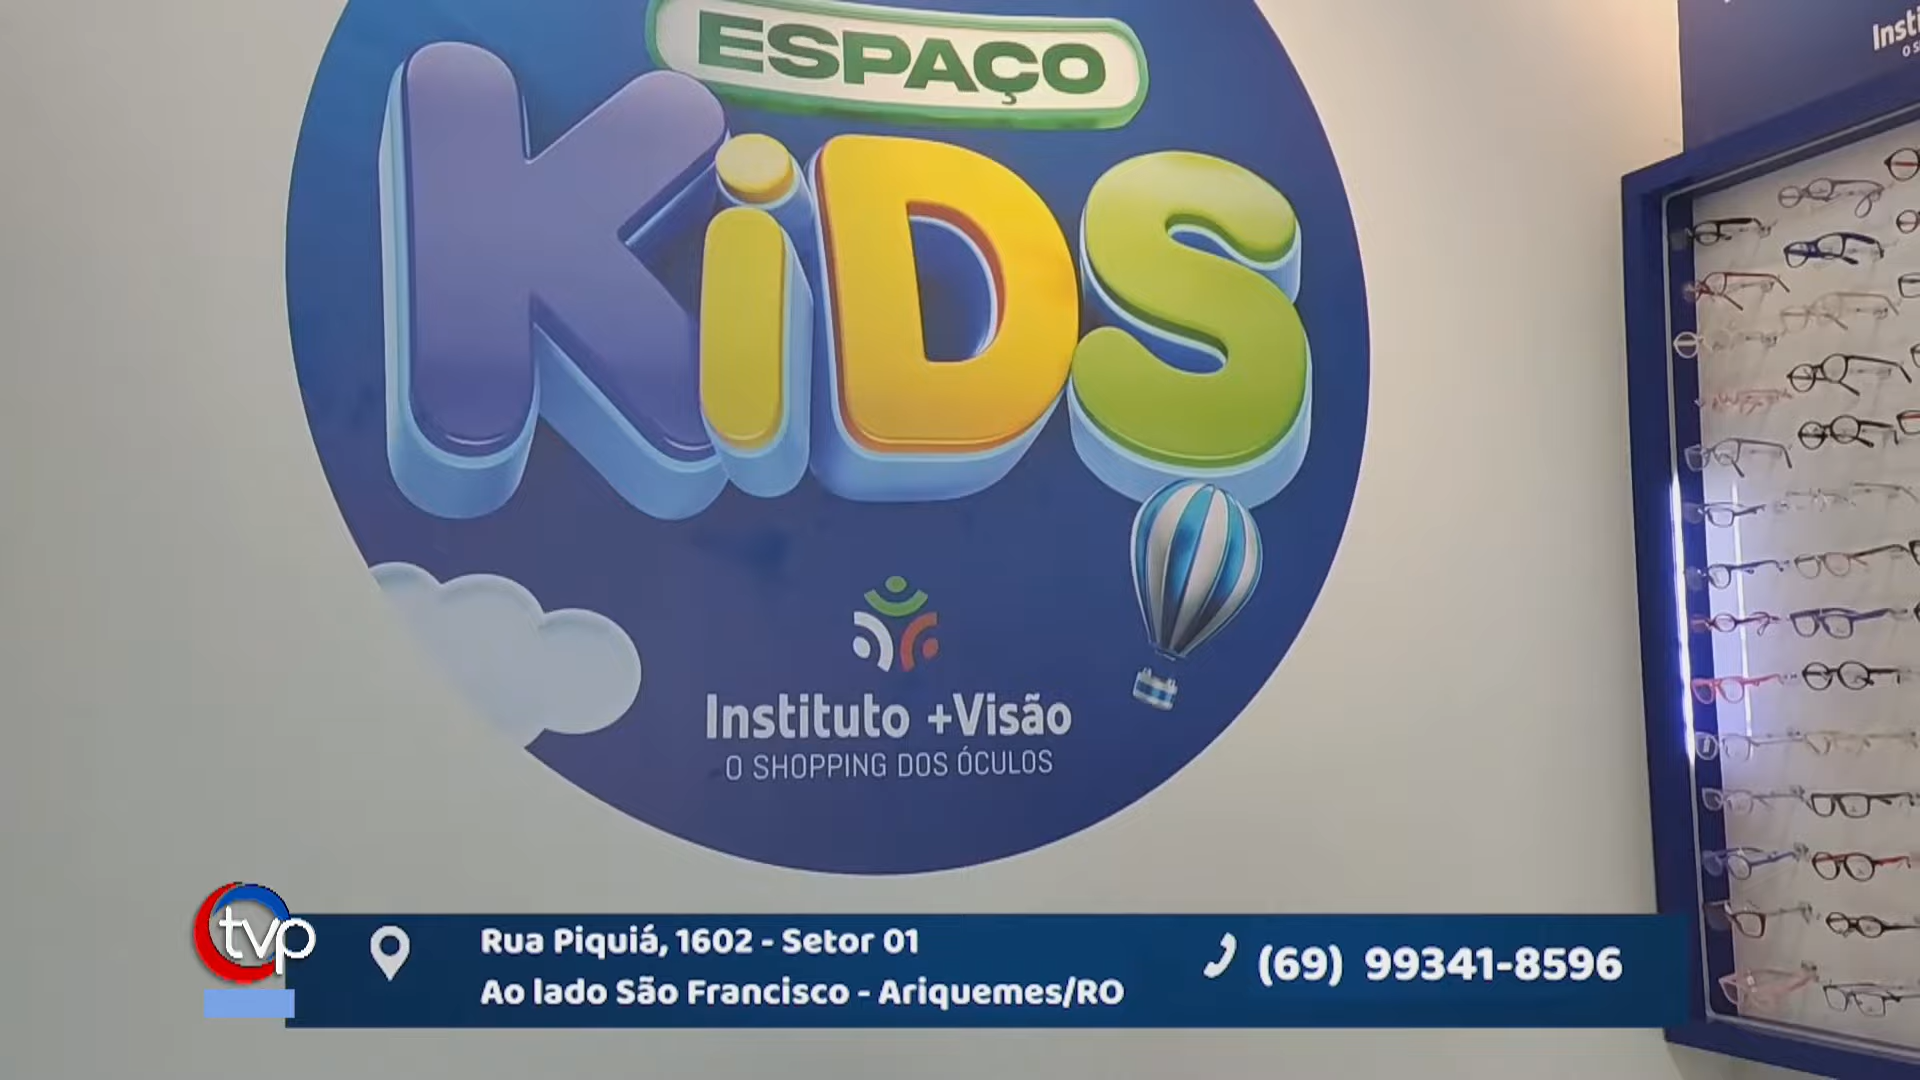 ESPAÇO
KiDS
Instituto +Visão
O SHOPPING DOS ÓCULOS
tvp
Rua Piquiá, 1602 - Setor 01
Ao lado São Francisco - Ariquemes/RO
(69) 99341-8596